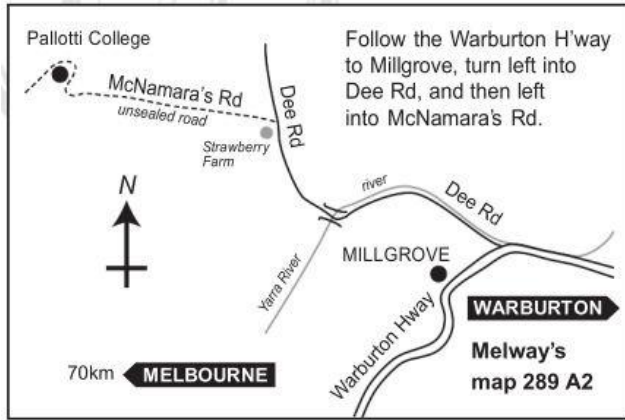 Pallotti College
McNamara's Rd
unsealed road
Strawberry
Farm
Dee Rd
Follow the Warburton H'way
to Millgrove, turn left into
Dee Rd, and then left
into McNamara's Rd.
N
river
Dee Rd
Yarra River
MILLGROVE
Warburton Hway
WARBURTON
Melway's
map 289 A2
70km
MELBOURNE